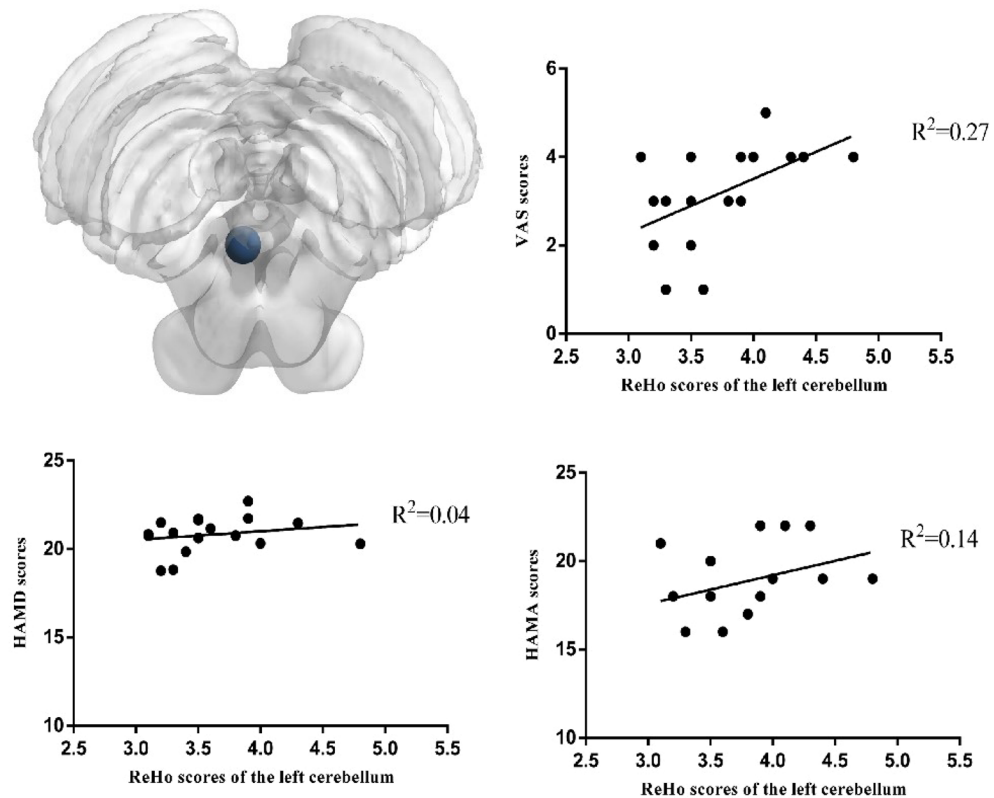 6
4
2
0
VAS scores
R²=0.27
2.5 3.0 3.5 4.0 4.5 5.0 5.5
ReHo scores of the left cerebellum
25
20
15
10
HAMD scores
R²=0.04
2.5 3.0 3.5 4.0 4.5 5.0 5.5
ReHo scores of the left cerebellum
25
20
15
10
HAMA scores
R²=0.14
2.5 3.0 3.5 4.0 4.5 5.0 5.5
ReHo scores of the left cerebellum